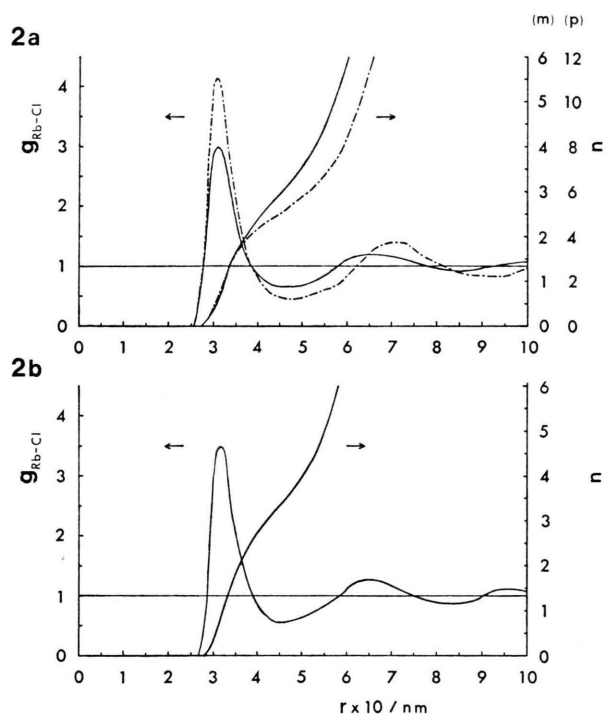 2a
(m) (p)
4 6 12
5 10
g Rb-Cl 3 ← → 4 8 n
2 3 6
2 4
1 1 2
0 0 0
0 1 2 3 4 5 6 7 8 9 10
2b
4 6
g Rb-Cl ← → 5 n
3 4
2 3
2
1 1
0 0
0 1 2 3 4 5 6 7 8 9 10
r x 10 / nm